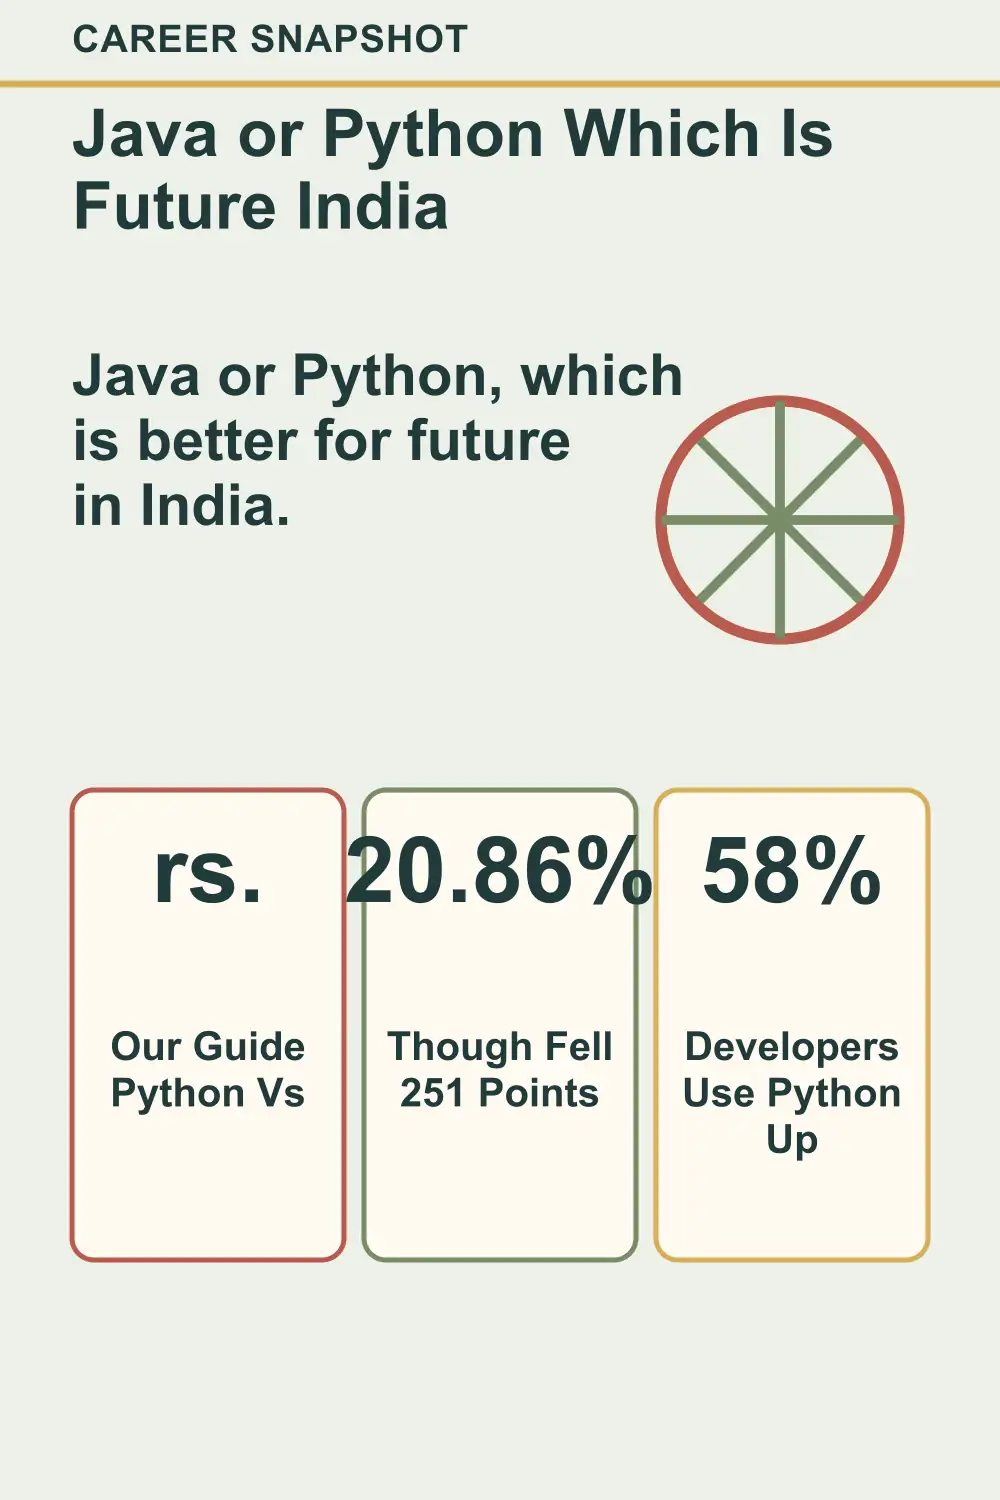 CAREER SNAPSHOT
Java or Python Which Is
Future India
Java or Python, which
is better for future
in India.
rs.
Our Guide
Python Vs
20.86%
Though Fell
251 Points
58%
Developers
Use Python
Up